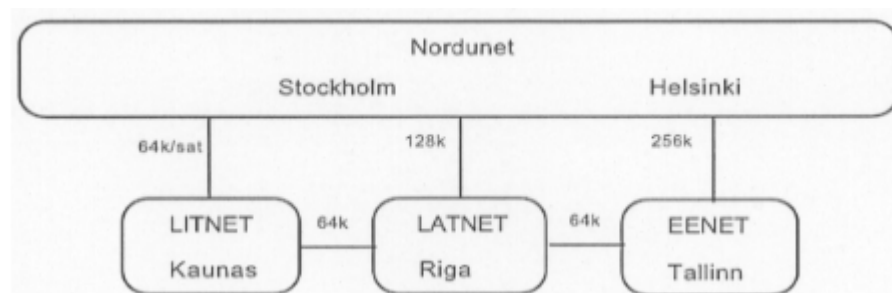 Nordunet
Stockholm Helsinki
64k/sat 128k 256k
LITNET 64k LATNET 64k EENET
Kaunas Riga Tallinn